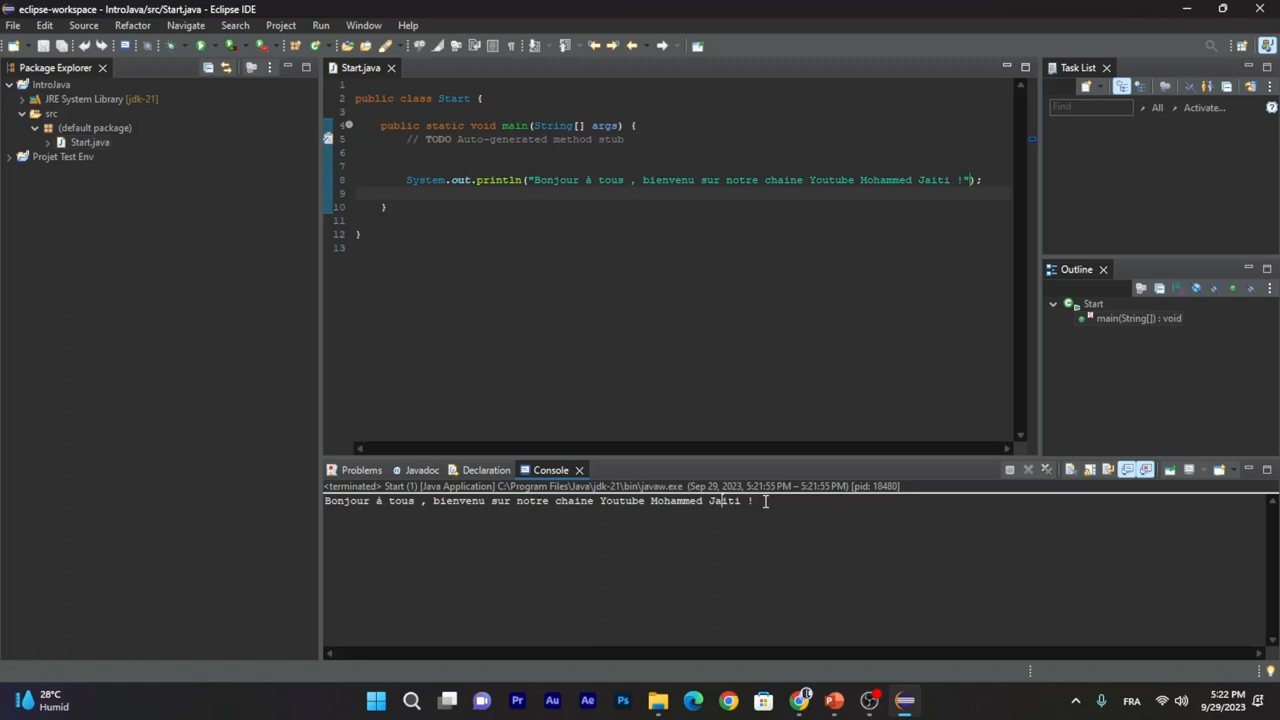 eclipse-workspace - IntroJava/src/Start.java - Eclipse IDE
File Edit Source Refactor Navigate Search Project Run Window Help
Package Explorer
IntroJava
JRE System Library [jdk-21]
src
(default package)
Start.java
Projet Test Env
Start.java
1
2 public class Start {
3
4 public static void main(String[] args) {
5 // TODO Auto-generated method stub
6
7
8 System.out.println("Bonjour à tous , bienvenu sur notre chaine Youtube Mohammed Jaiti !");
9
10 }
11
12 }
13
Task List
Find All Activate...
Outline
Start
main(String[]) : void
Problems Javadoc Declaration Console
<terminated> Start (1) [Java Application] C:\Program Files\Java\jdk-21\bin\javaw.exe (Sep 29, 2023, 5:21:55 PM – 5:21:55 PM) [pid: 18480]
Bonjour à tous , bienvenu sur notre chaine Youtube Mohammed Jaiti !
28°C
Humid
Pr Au Ae Ps
FRA
5:22 PM
9/29/2023